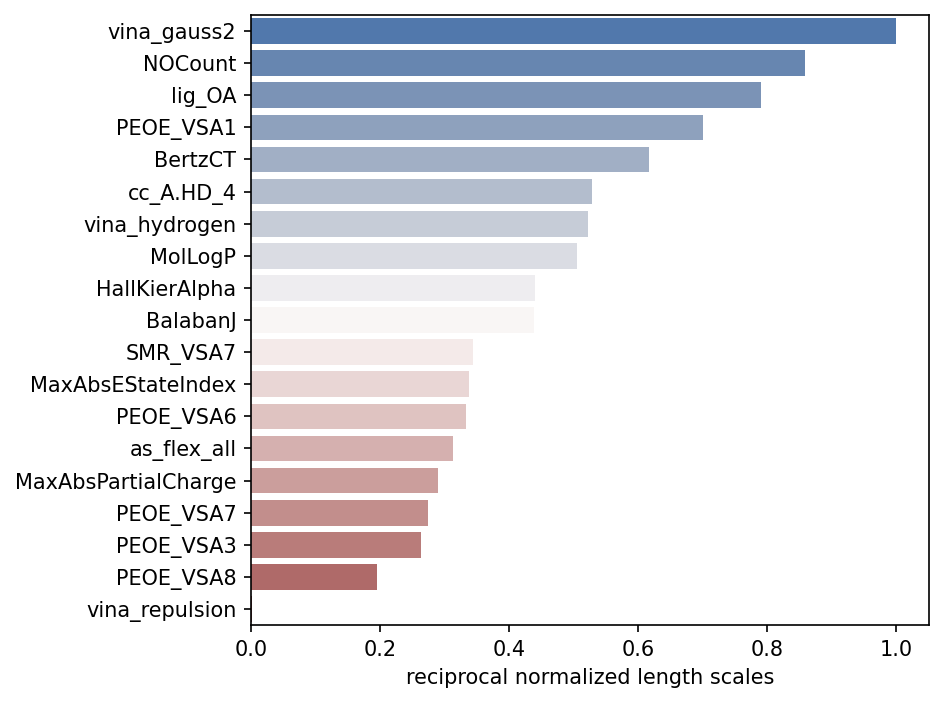 vina_gauss2
NOCount
lig_OA
PEOE_VSA1
BertzCT
cc_A.HD_4
vina_hydrogen
MolLogP
HallKierAlpha
BalabanJ
SMR_VSA7
MaxAbsEStateIndex
PEOE_VSA6
as_flex_all
MaxAbsPartialCharge
PEOE_VSA7
PEOE_VSA3
PEOE_VSA8
vina_repulsion
0.0 0.2 0.4 0.6 0.8 1.0
reciprocal normalized length scales